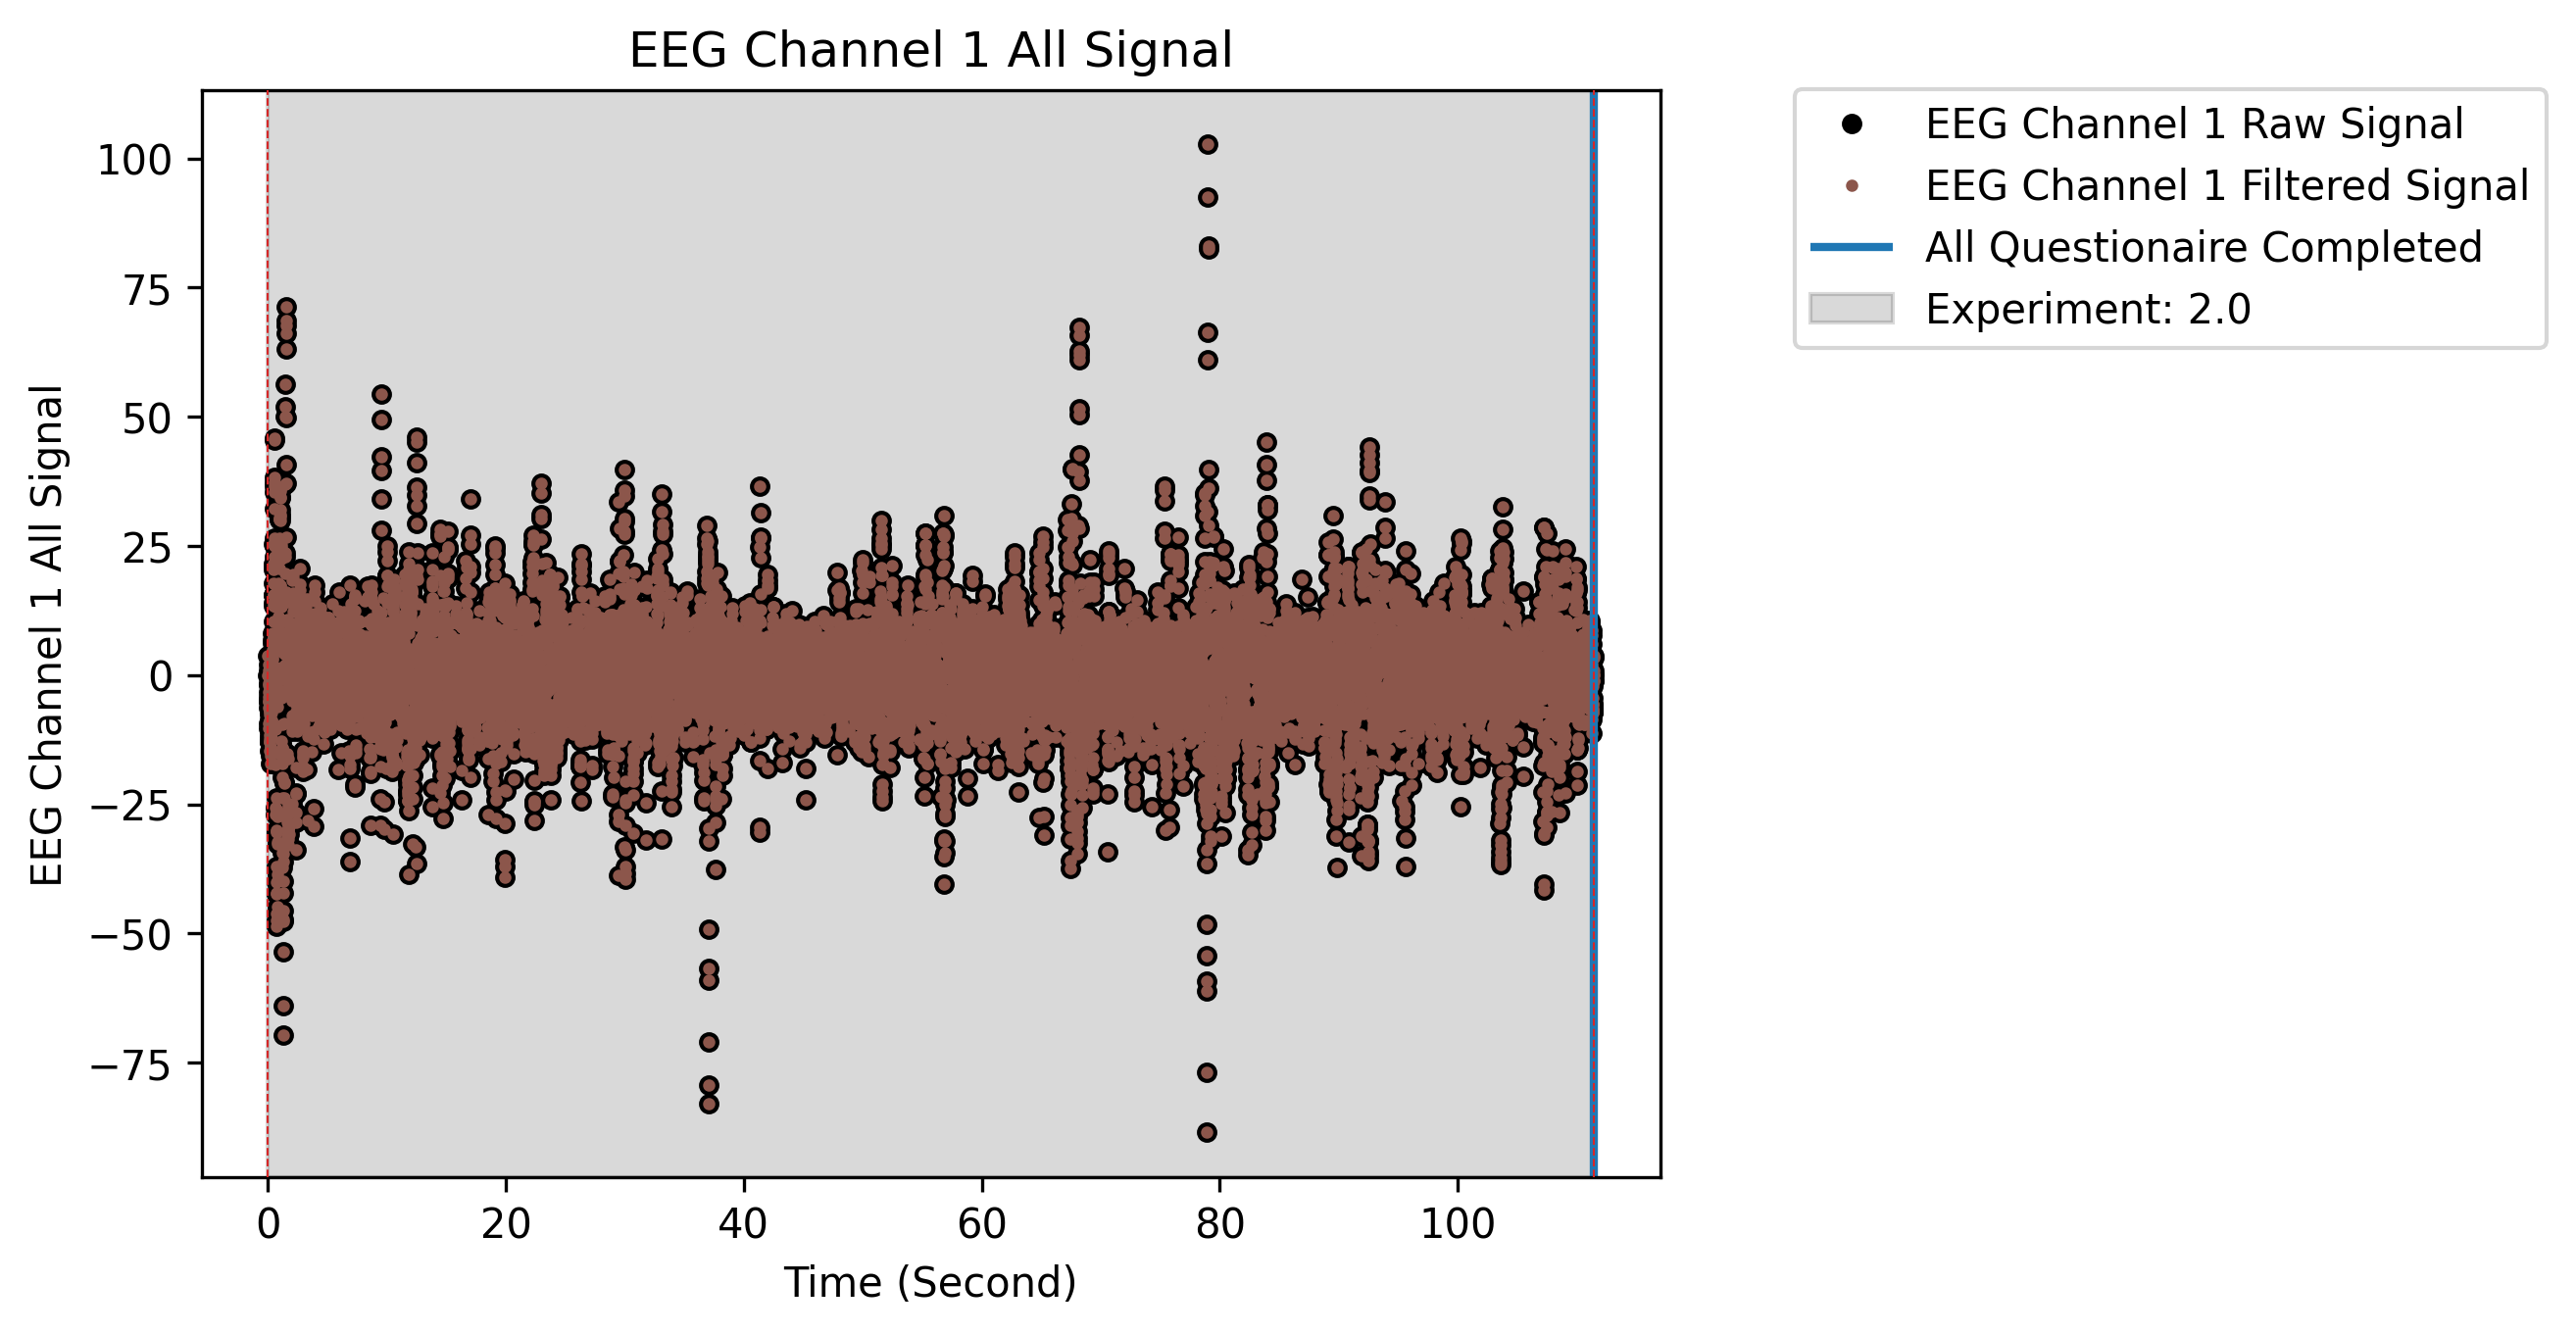 EEG Channel 1 All Signal
EEG Channel 1 Raw Signal
EEG Channel 1 Filtered Signal
All Questionaire Completed
Experiment: 2.0
EEG Channel 1 All Signal
100
75
50
25
0
−25
−50
−75
0 20 40 60 80 100
Time (Second)